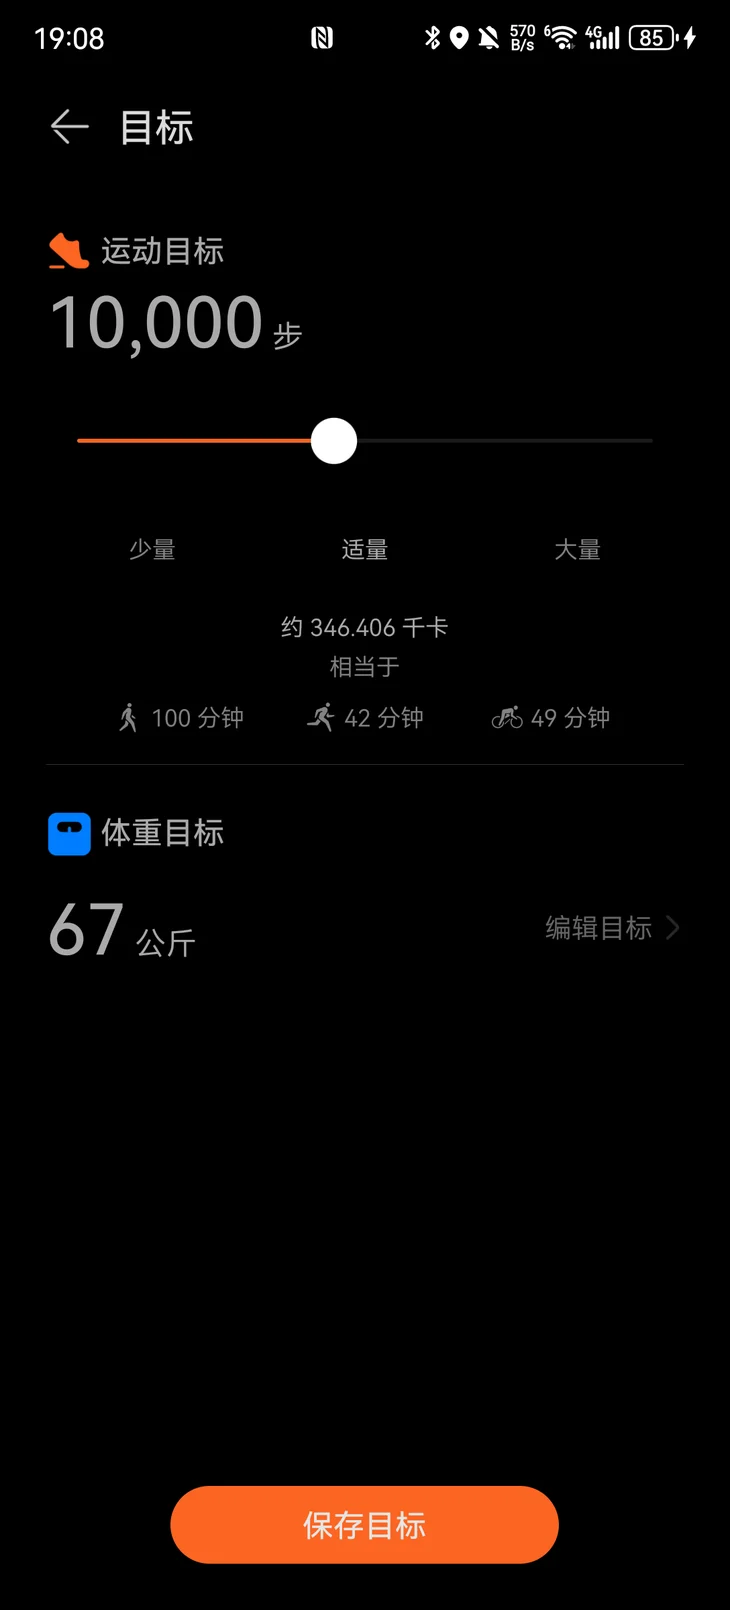 19:08
570 B/s 6 4G 85
目标
运动目标
10,000 步
少量 适量 大量
约 346.406 千卡
相当于
100 分钟 42 分钟 49 分钟
体重目标
67 公斤 编辑目标
保存目标